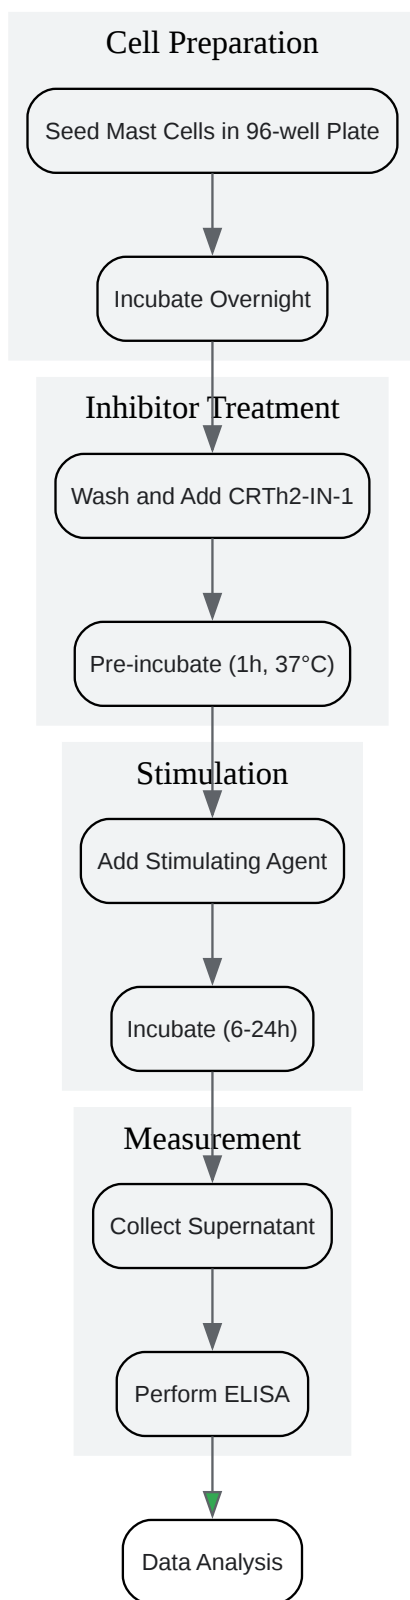 Cell Preparation
Seed Mast Cells in 96-well Plate
Incubate Overnight
Inhibitor Treatment
Wash and Add CRTh2-IN-1
Pre-incubate (1h, 37°C)
Stimulation
Add Stimulating Agent
Incubate (6-24h)
Measurement
Collect Supernatant
Perform ELISA
Data Analysis